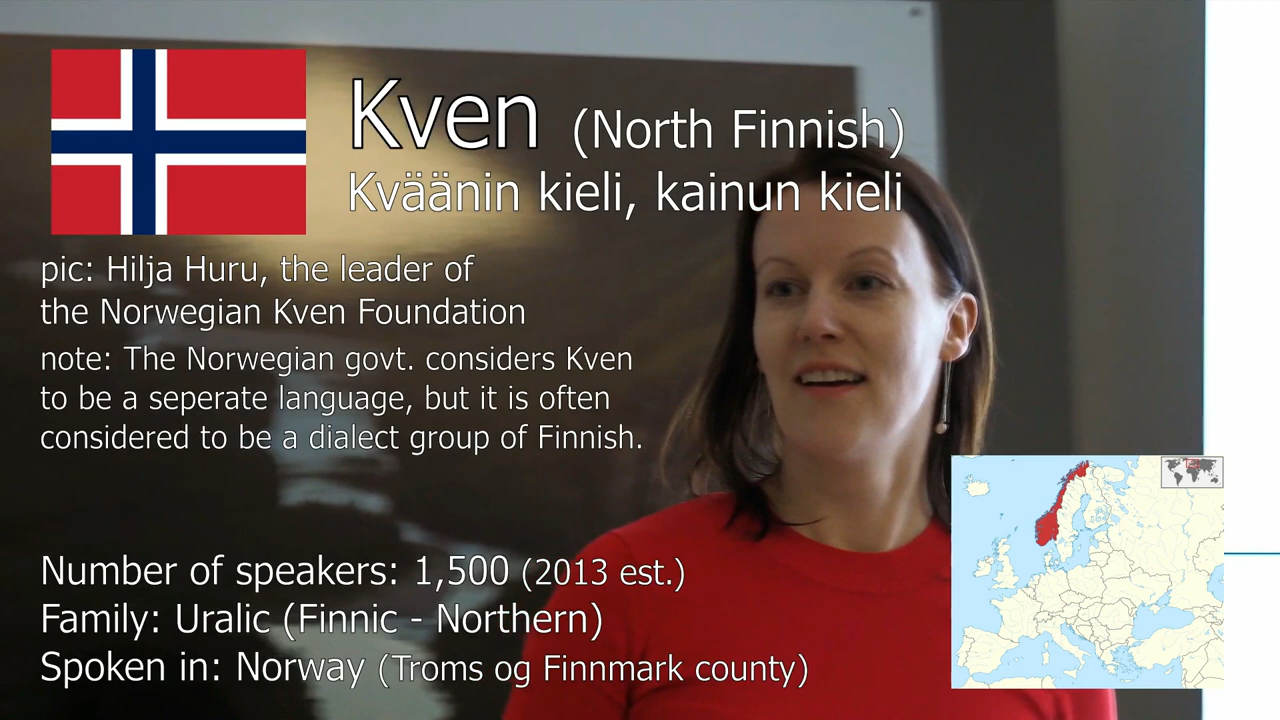 Kven (North Finnish)
Kväänin kieli, kainun kieli
pic: Hilja Huru, the leader of
the Norwegian Kven Foundation
note: The Norwegian govt. considers Kven
to be a seperate language, but it is often
considered to be a dialect group of Finnish.
Number of speakers: 1,500 (2013 est.)
Family: Uralic (Finnic - Northern)
Spoken in: Norway (Troms og Finnmark county)